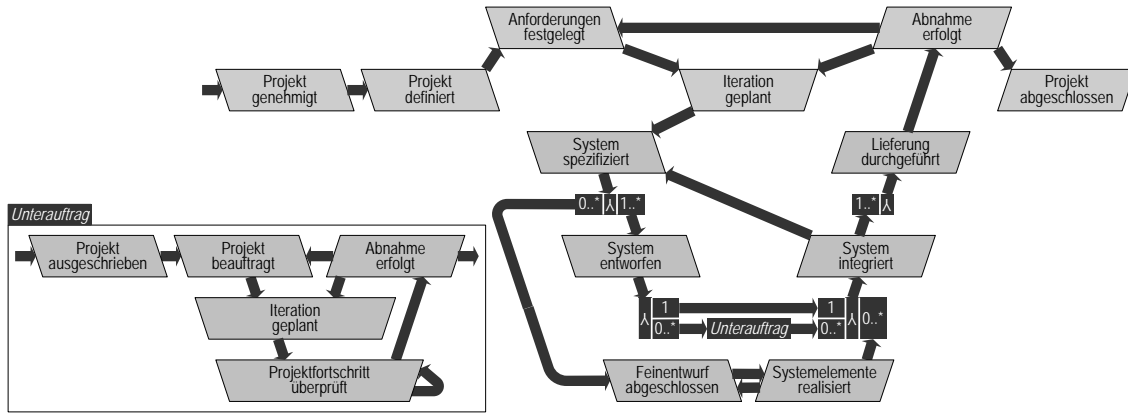 Anforderungen
festgelegt
Abnahme
erfolgt
Projekt
genehmigt
Projekt
definiert
Iteration
geplant
Projekt
abgeschlossen
System
spezifiziert
Lieferung
durchgeführt
0..* 1..*
1..*
Unterauftrag
Projekt
ausgeschrieben
Projekt
beauftragt
Abnahme
erfolgt
System
entworfen
System
integriert
Iteration
geplant
1
0..*
Unterauftrag
1
0..*
0..*
Projektfortschritt
überprüft
Feinentwurf
abgeschlossen
Systemelemente
realisiert